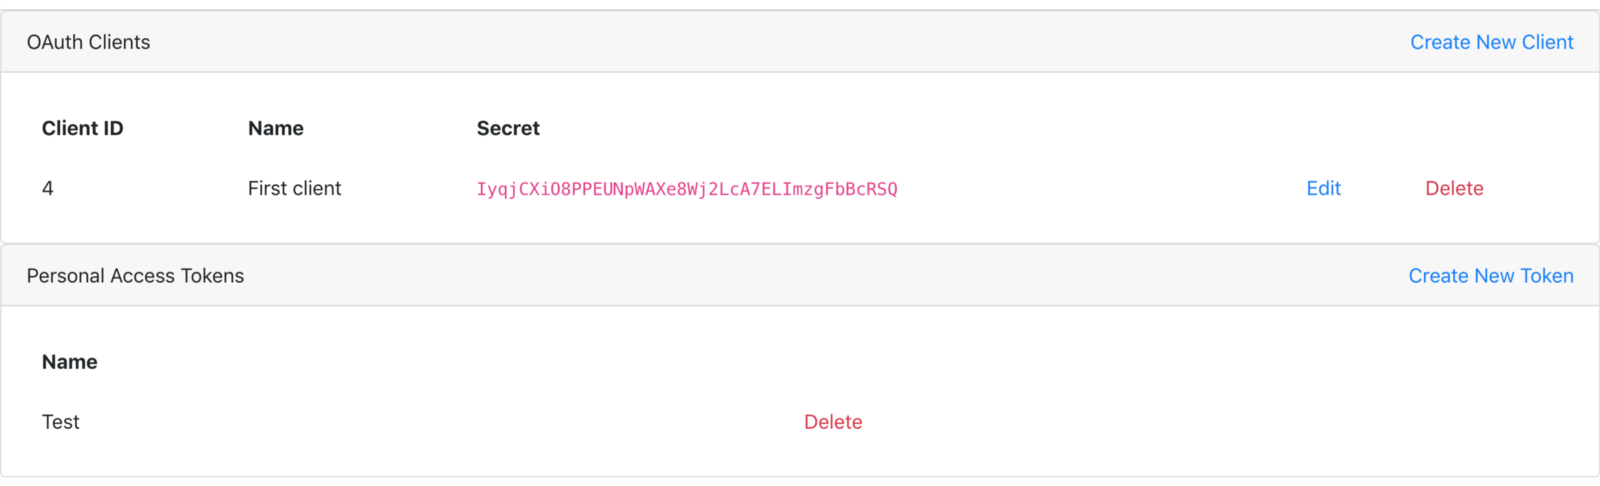 OAuth Clients Create New Client
Client ID Name Secret
4 First client IyqjCXiO8PPEUNpWAXe8Wj2LcA7ELImzgFbBcRSQ Edit Delete
Personal Access Tokens Create New Token
Name
Test Delete